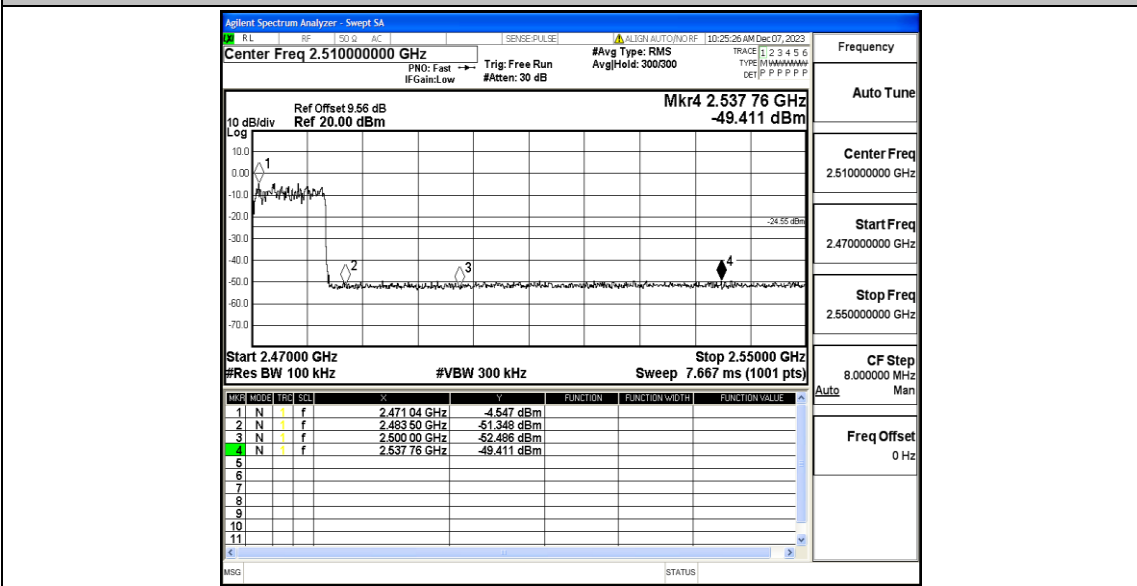 Agilent Spectrum Analyzer - Swept SA
RL RF 50 Ω AC SENSE:PULSE ALIGN AUTO/NO RF 10:25:26 AM Dec 07, 2023
Center Freq 2.510000000 GHz
PNO: Fast
IFGain:Low
Trig: Free Run
#Atten: 30 dB
#Avg Type: RMS
Avg|Hold: 300/300
TRACE 1 2 3 4 5 6
TYPE M WWWWW
DET P P P P P P
Ref Offset 9.56 dB
Ref 20.00 dBm
10 dB/div
Log
Mkr4 2.537 76 GHz
-49.411 dBm
10.0
0.00
-10.0
-20.0
-30.0
-40.0
-50.0
-60.0
-70.0
1
2
3
4
-24.55 dBm
Start 2.47000 GHz
Stop 2.55000 GHz
#Res BW 100 kHz
#VBW 300 kHz
Sweep 7.667 ms (1001 pts)
MKR MODE TRC SCL X Y FUNCTION FUNCTION WIDTH FUNCTION VALUE
1 N 1 f 2.471 04 GHz -4.547 dBm
2 N 1 f 2.483 50 GHz -51.348 dBm
3 N 1 f 2.500 00 GHz -52.486 dBm
4 N 1 f 2.537 76 GHz -49.411 dBm
5
6
7
8
9
10
11
MSG
STATUS
Frequency
Auto Tune
Center Freq
2.510000000 GHz
Start Freq
2.470000000 GHz
Stop Freq
2.550000000 GHz
CF Step
8.000000 MHz
Auto Man
Freq Offset
0 Hz